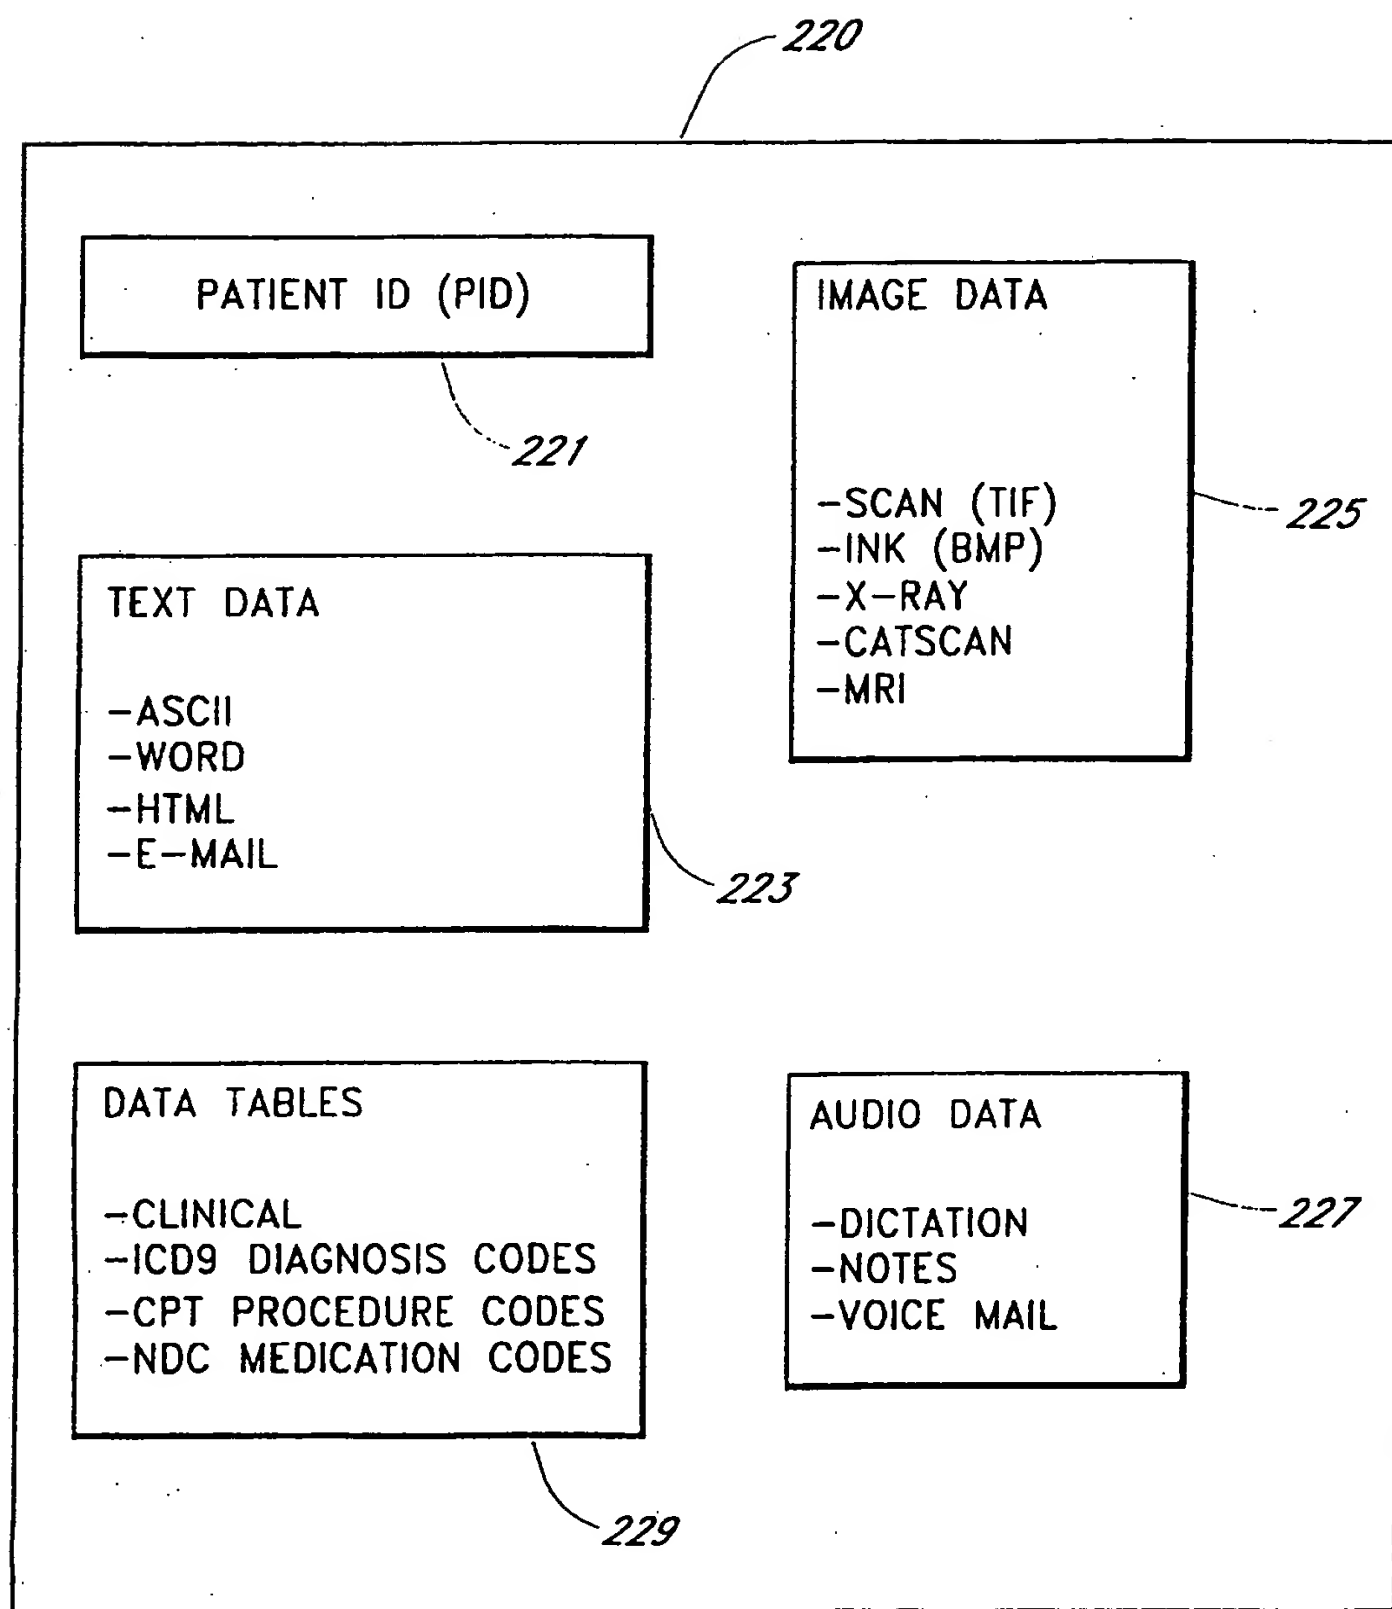 220
PATIENT ID (PID)
221
IMAGE DATA
-SCAN (TIF)
-INK (BMP)
-X-RAY
-CATSCAN
-MRI
225
TEXT DATA
-ASCII
-WORD
-HTML
-E-MAIL
223
DATA TABLES
-CLINICAL
-ICD9 DIAGNOSIS CODES
-CPT PROCEDURE CODES
-NDC MEDICATION CODES
229
AUDIO DATA
-DICTATION
-NOTES
-VOICE MAIL
227